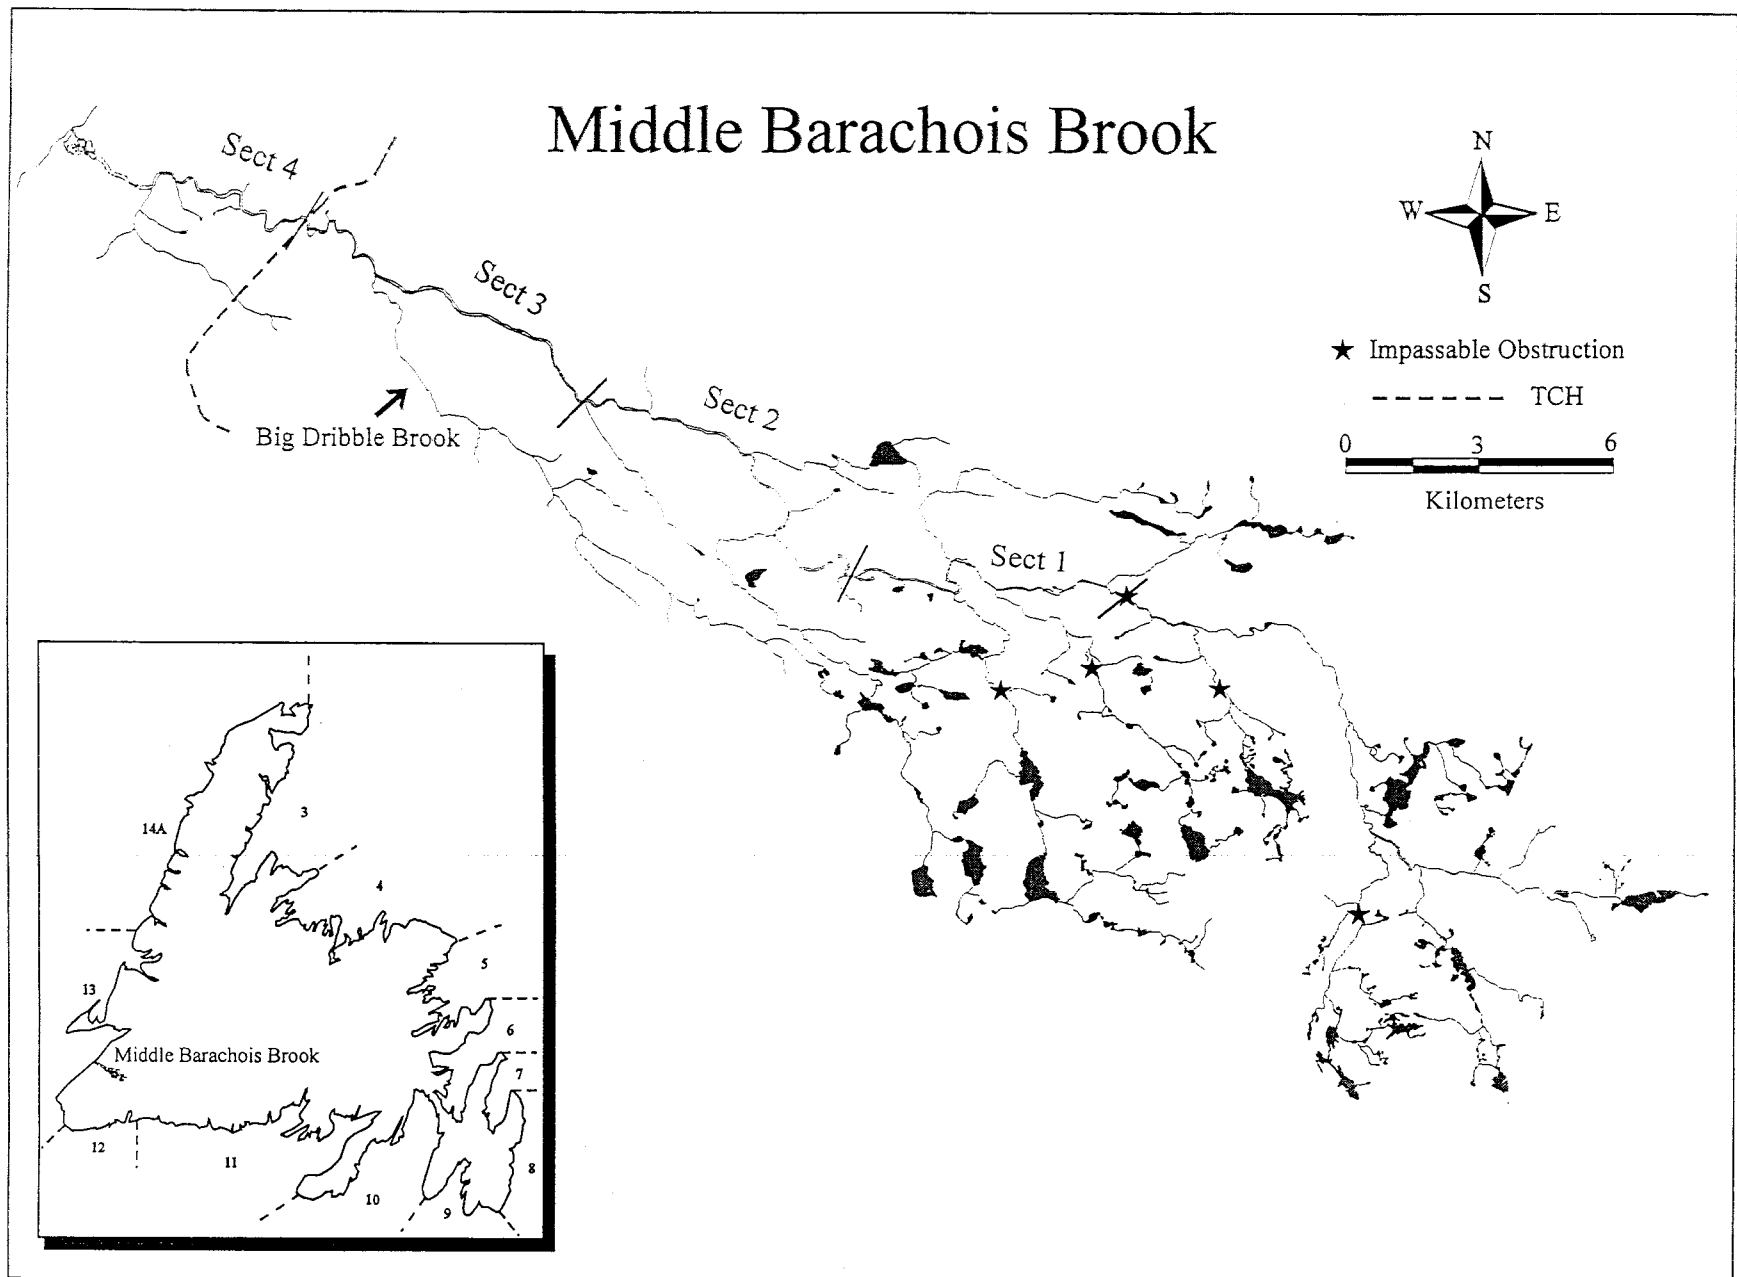 Middle Barachois Brook
Sect 4
N
W
E
S
Sect 3
Impassable Obstruction
TCH
Sect 2
0 3 6
Kilometers
Big Dribble Brook
Sect 1
3
14A
4
5
13
6
Middle Barachois Brook
7
12
11
8
10
9